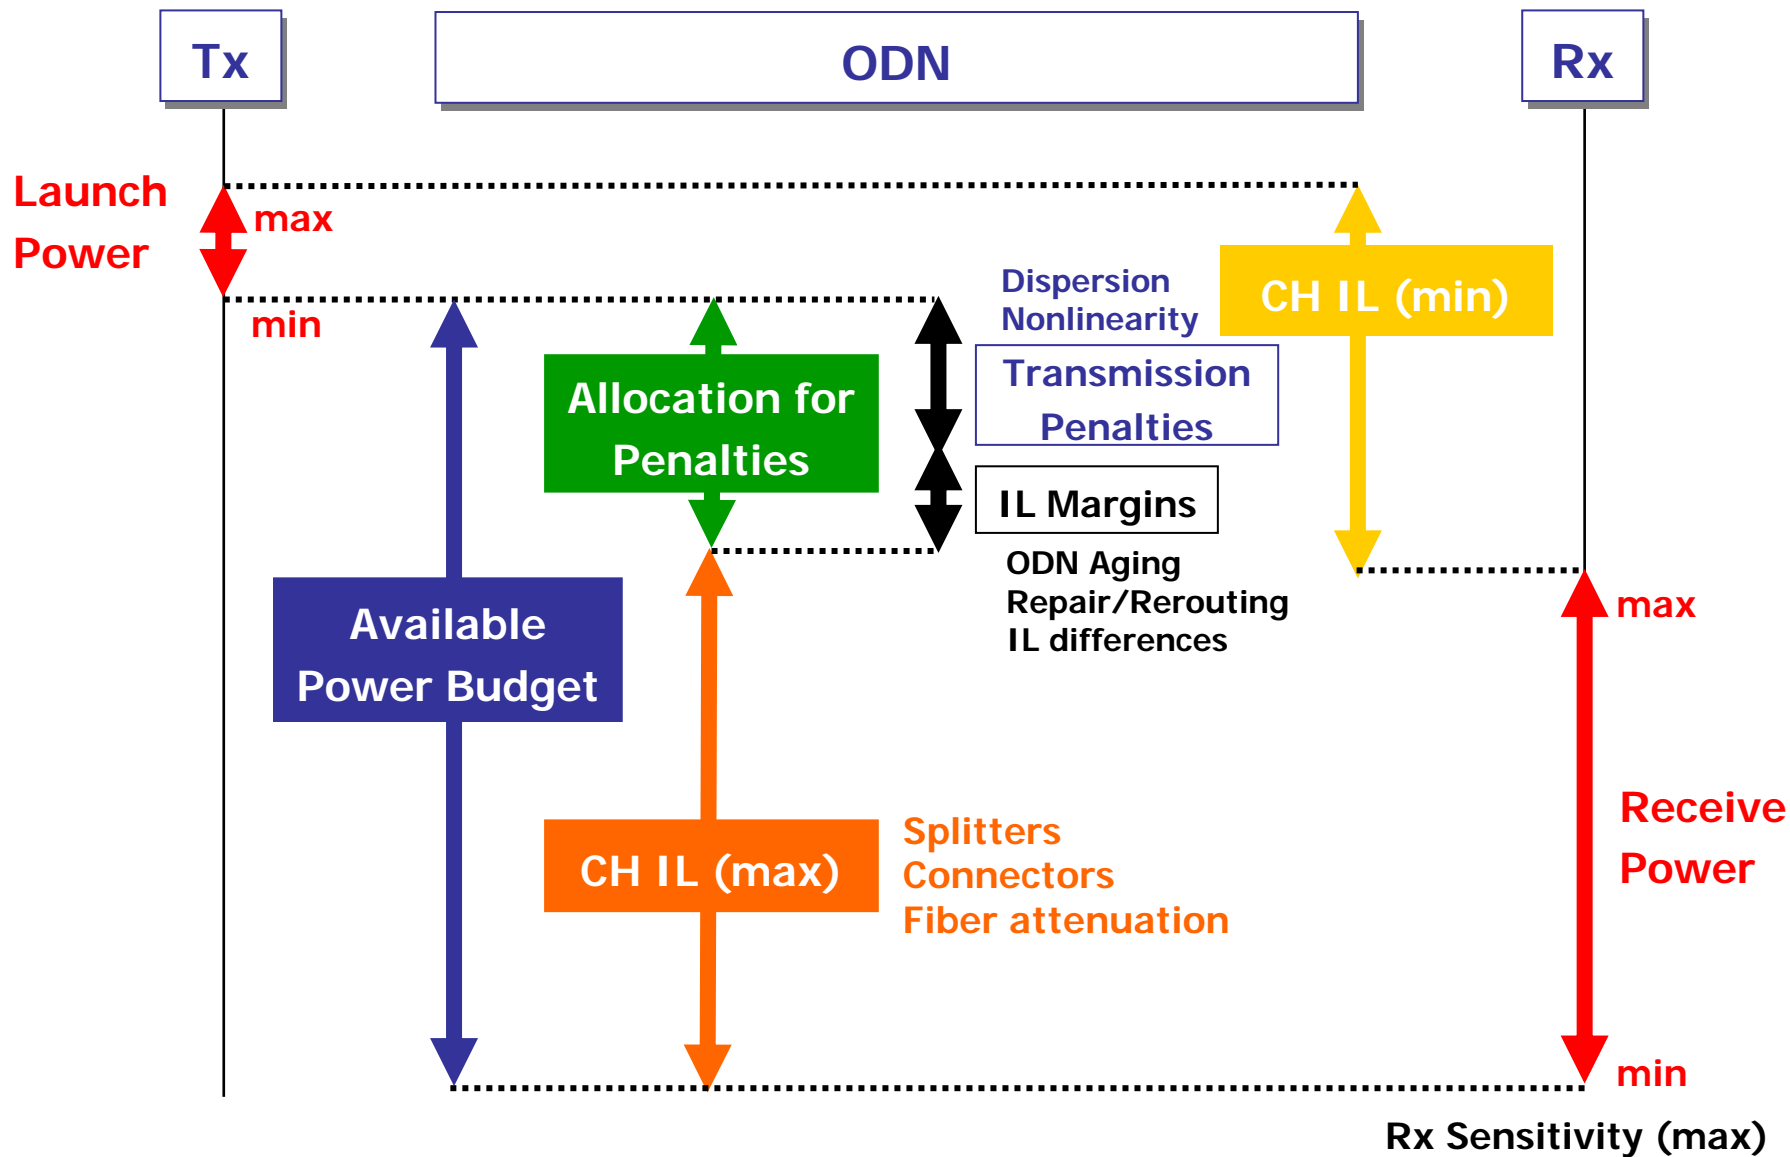 Tx
ODN
Rx
Launch
Power
max
min
Dispersion
Nonlinearity
Transmission
Penalties
CH IL (min)
Allocation for
Penalties
IL Margins
ODN Aging
Repair/Rerouting
IL differences
max
Available
Power Budget
Receive
Power
CH IL (max)
Splitters
Connectors
Fiber attenuation
min
Rx Sensitivity (max)